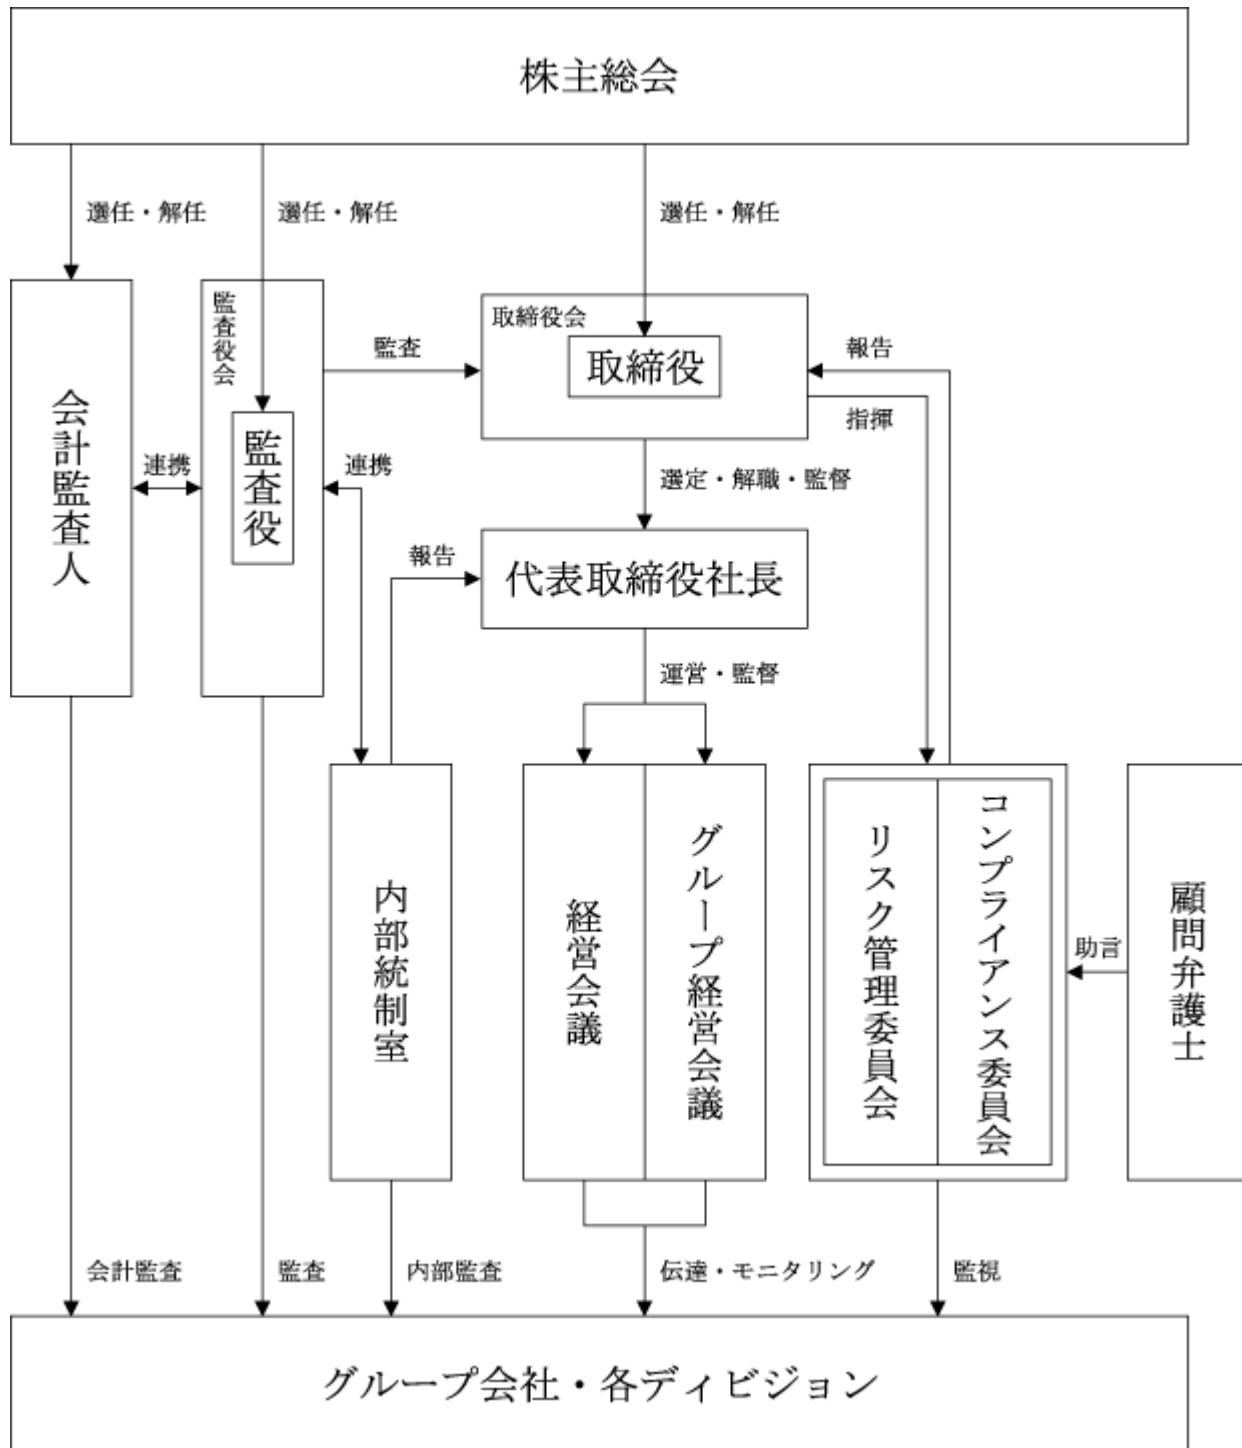 株主総会
選任・解任
選任・解任
選任・解任
監査役会
取締役会
取締役
監査
報告
指揮
会計監査人
監査役
連携
連携
選定・解職・監督
報告
代表取締役社長
運営・監督
内部統制室
経営会議
グループ経営会議
リスク管理委員会
コンプライアンス委員会
助言
顧問弁護士
会計監査
監査
内部監査
伝達・モニタリング
監視
グループ会社・各ディビジョン